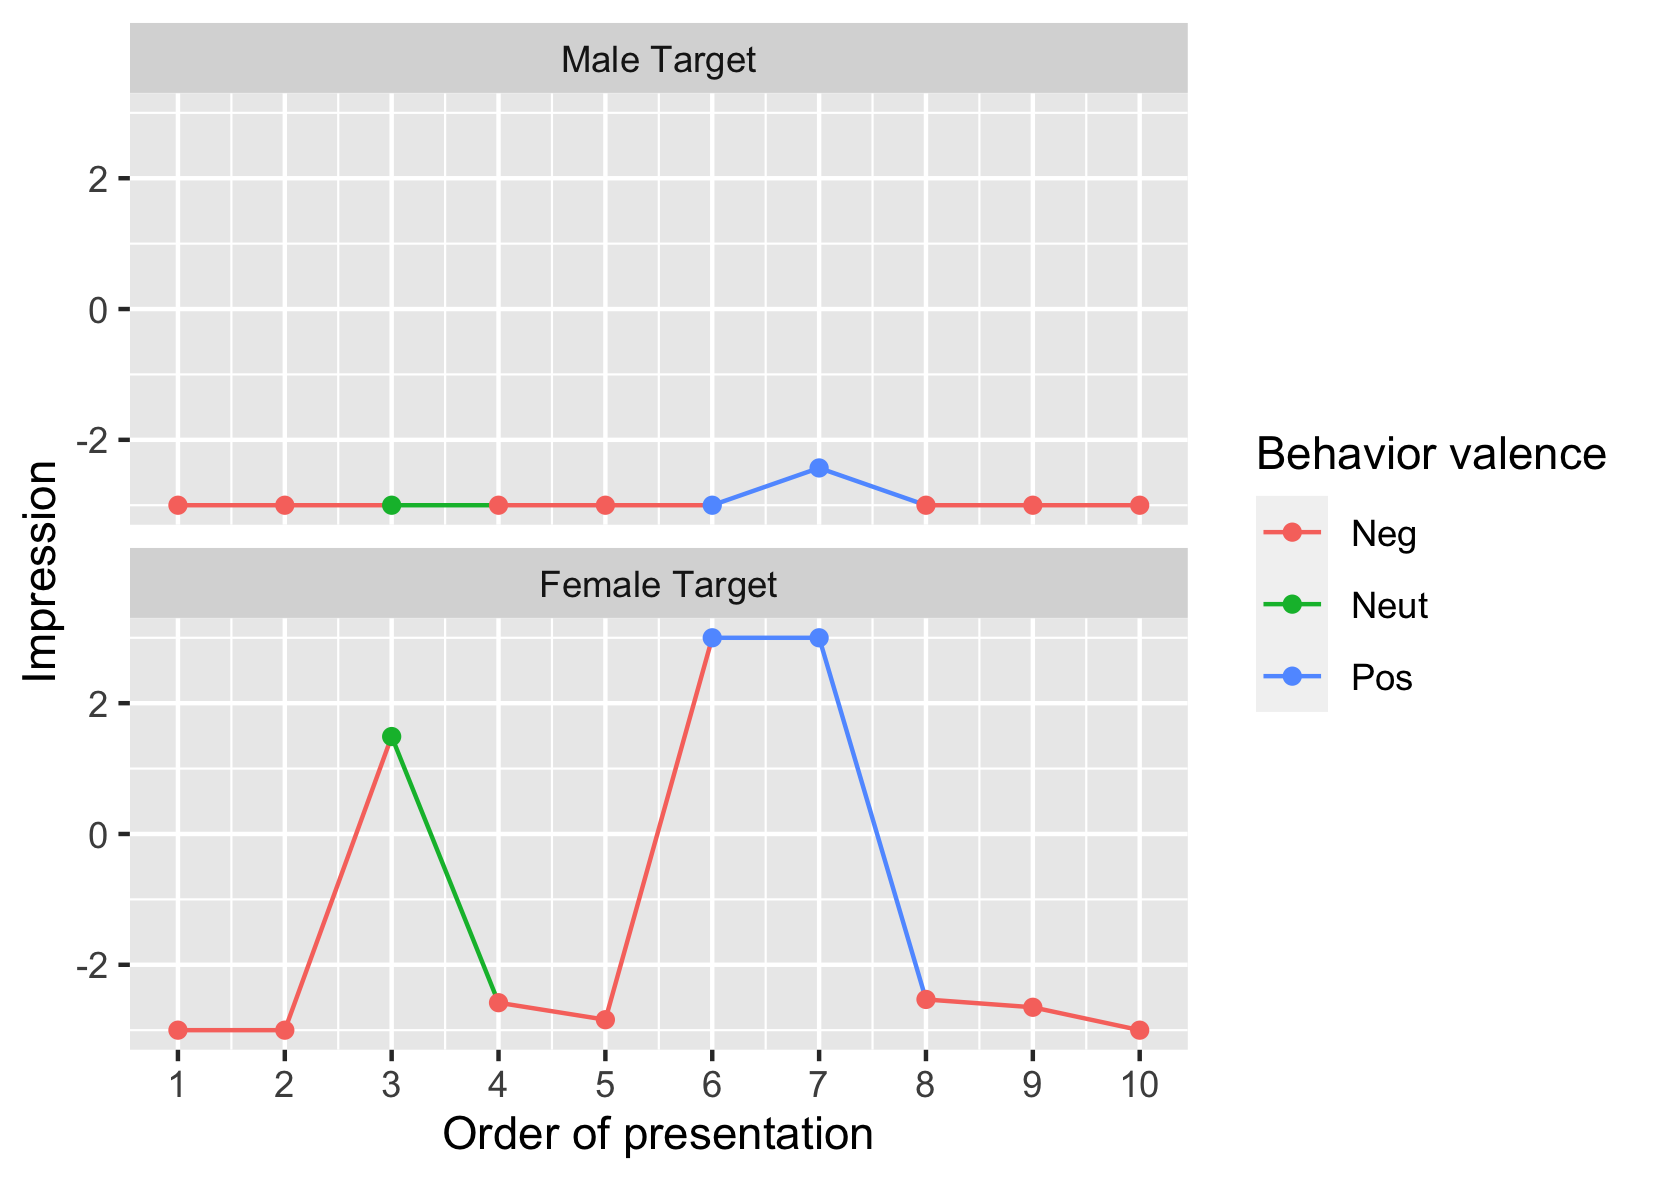 Male Target
2
0
-2
Female Target
2
0
-2
1 2 3 4 5 6 7 8 9 10
Order of presentation
Impression
Behavior valence
Neg
Neut
Pos